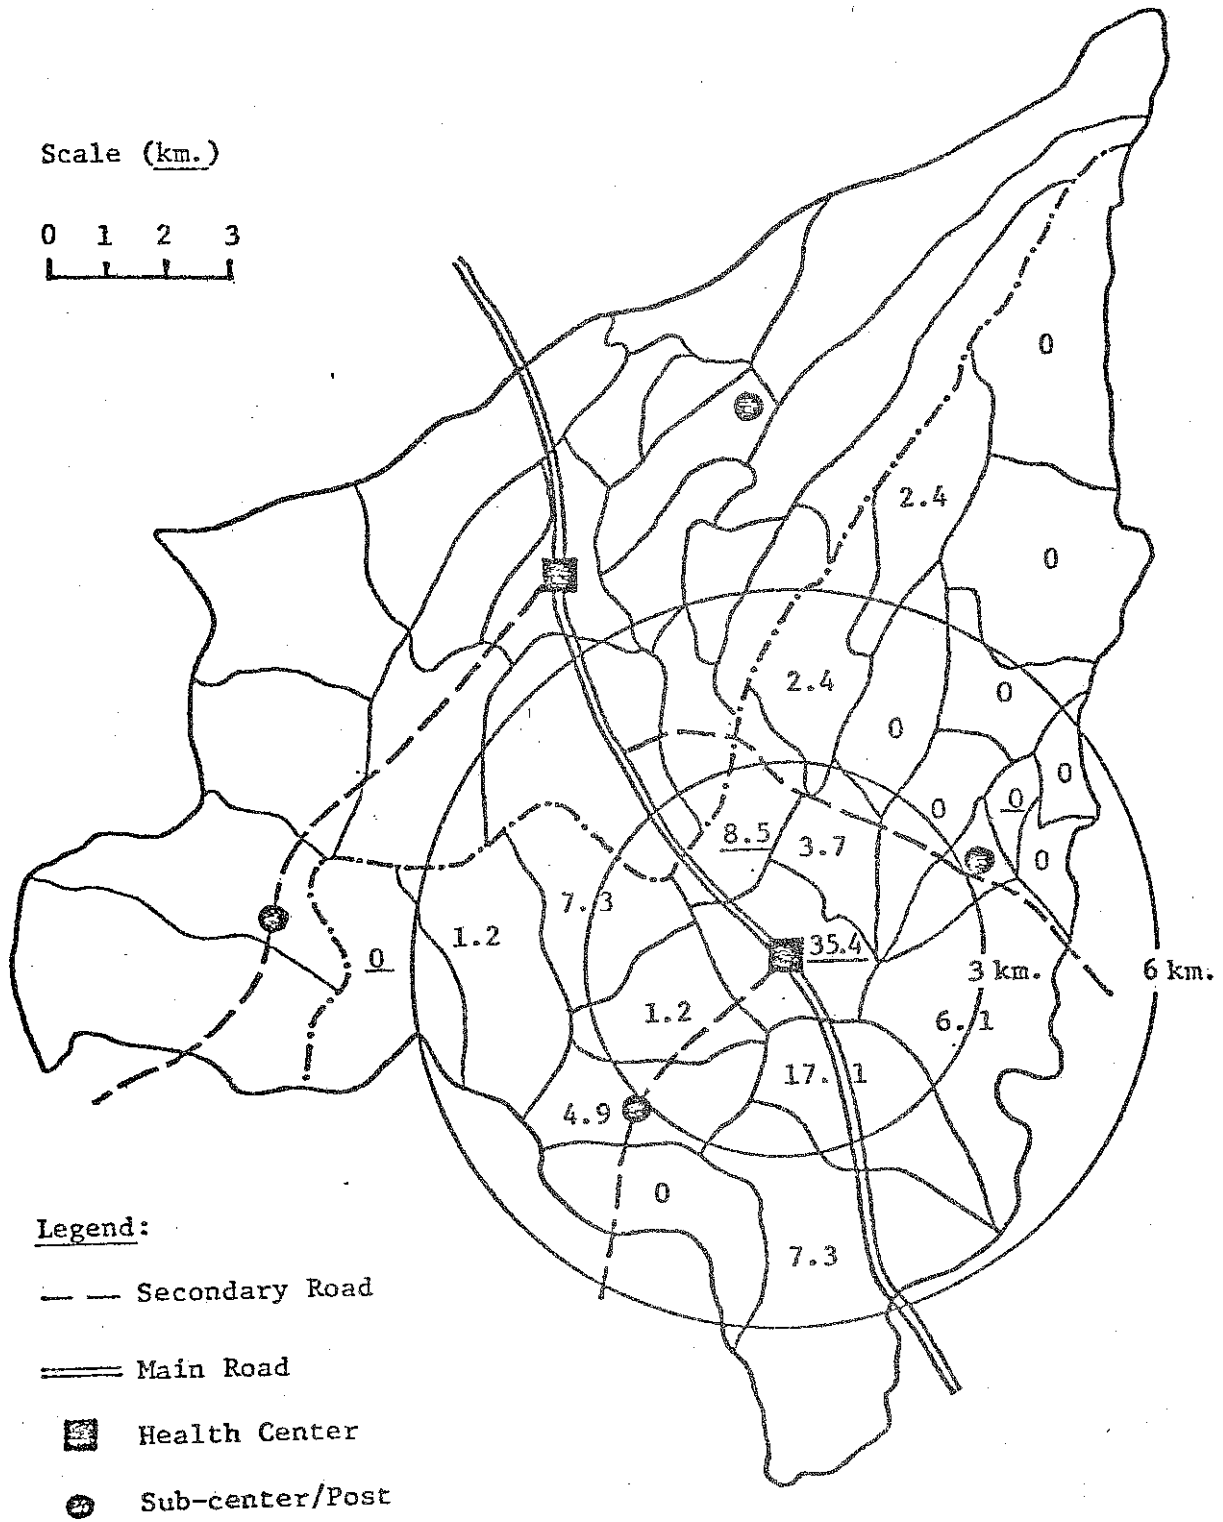 Scale (km.)
0 1 2 3
0
2.4
0
2.4
0
0
0
0
0
8.5
3.7
0
7.3
1.2
0
35.4
3 km.
6 km.
1.2
6.1
17.1
4.9
0
7.3
Legend:
Secondary Road
Main Road
Health Center
Sub-center/Post